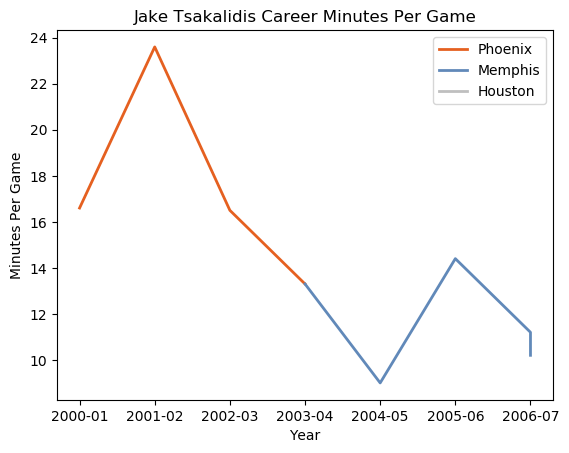 Jake Tsakalidis Career Minutes Per Game
Phoenix
Memphis
Houston
Minutes Per Game
24
22
20
18
16
14
12
10
2000-01 2001-02 2002-03 2003-04 2004-05 2005-06 2006-07
Year